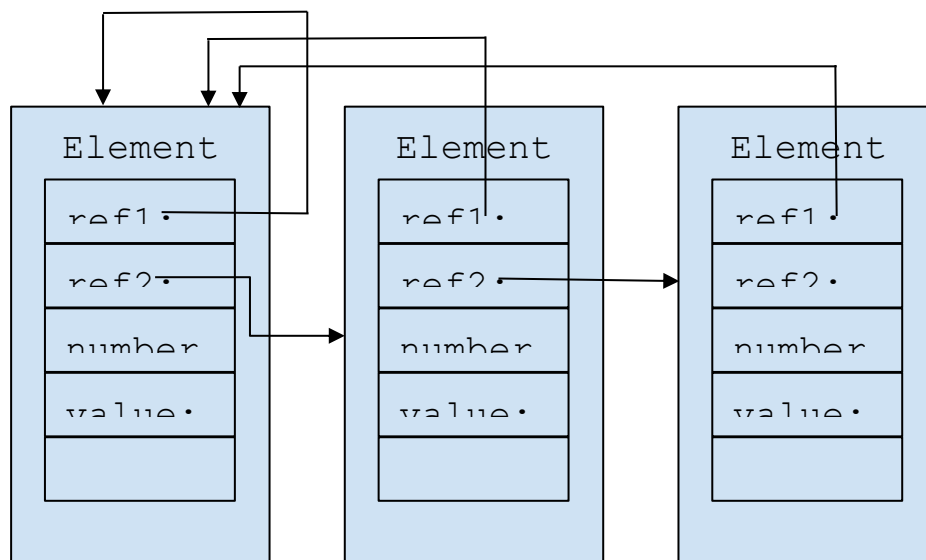 Element
ref1:
ref2:
number
value:
Element
ref1:
ref2:
number
value:
Element
ref1:
ref2:
number
value: